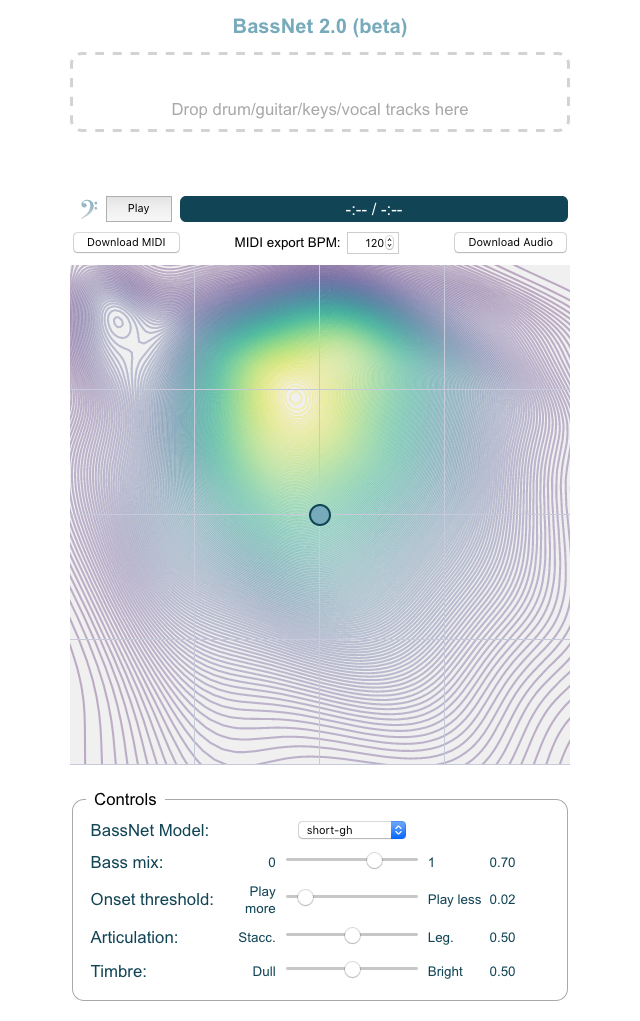 BassNet 2.0 (beta)
Drop drum/guitar/keys/vocal tracks here
Play
-:-- / -:--
Download MIDI
MIDI export BPM: 120
Download Audio
Controls
BassNet Model: short-gh
Bass mix: 0 1 0.70
Onset threshold: Play more Play less 0.02
Articulation: Stacc. Leg. 0.50
Timbre: Dull Bright 0.50